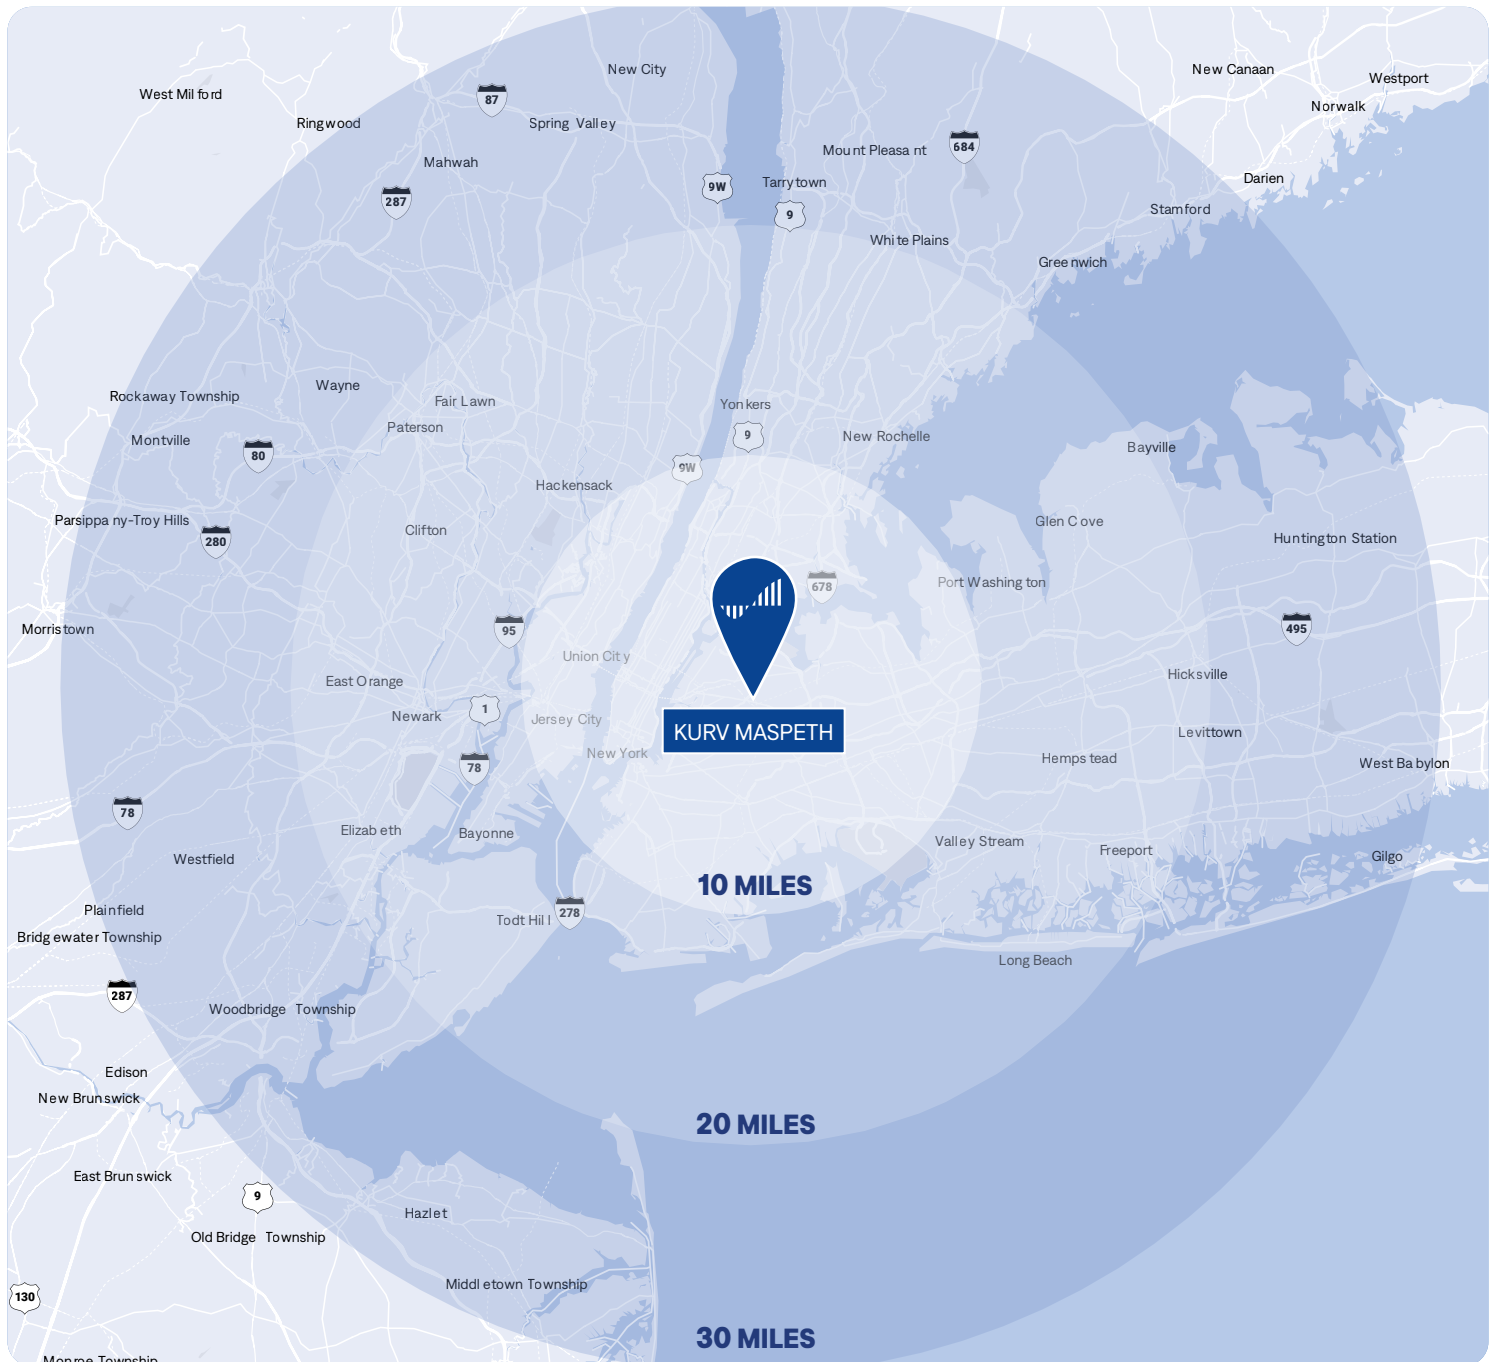 New City
New Canaan
Westport
West Milford
87
Norwalk
Ringwood
Spring Valley
Mount Pleasant
684
Mahwah
Tarrytown
Darien
9W
287
9
Stamford
White Plains
Greenwich
Wayne
Rockaway Township
Fair Lawn
Yonkers
Paterson
9
New Rochelle
Montville
Bayville
80
9W
Hackensack
Parsippany-Troy Hills
Glen Cove
Clifton
280
Huntington Station
Port Washington
678
Morristown
95
495
Union City
Hicksville
East Orange
Newark
1
Jersey City
KURV MASPETH
Levittown
New York
Hempstead
West Babylon
78
78
Elizabeth
Bayonne
Valley Stream
Freeport
Westfield
Gilgo
10 MILES
Plainfield
278
Todt Hill
Bridgewater Township
Long Beach
287
Woodbridge Township
Edison
New Brunswick
20 MILES
East Brunswick
9
Hazlet
Old Bridge Township
Middletown Township
130
30 MILES
Monroe Township